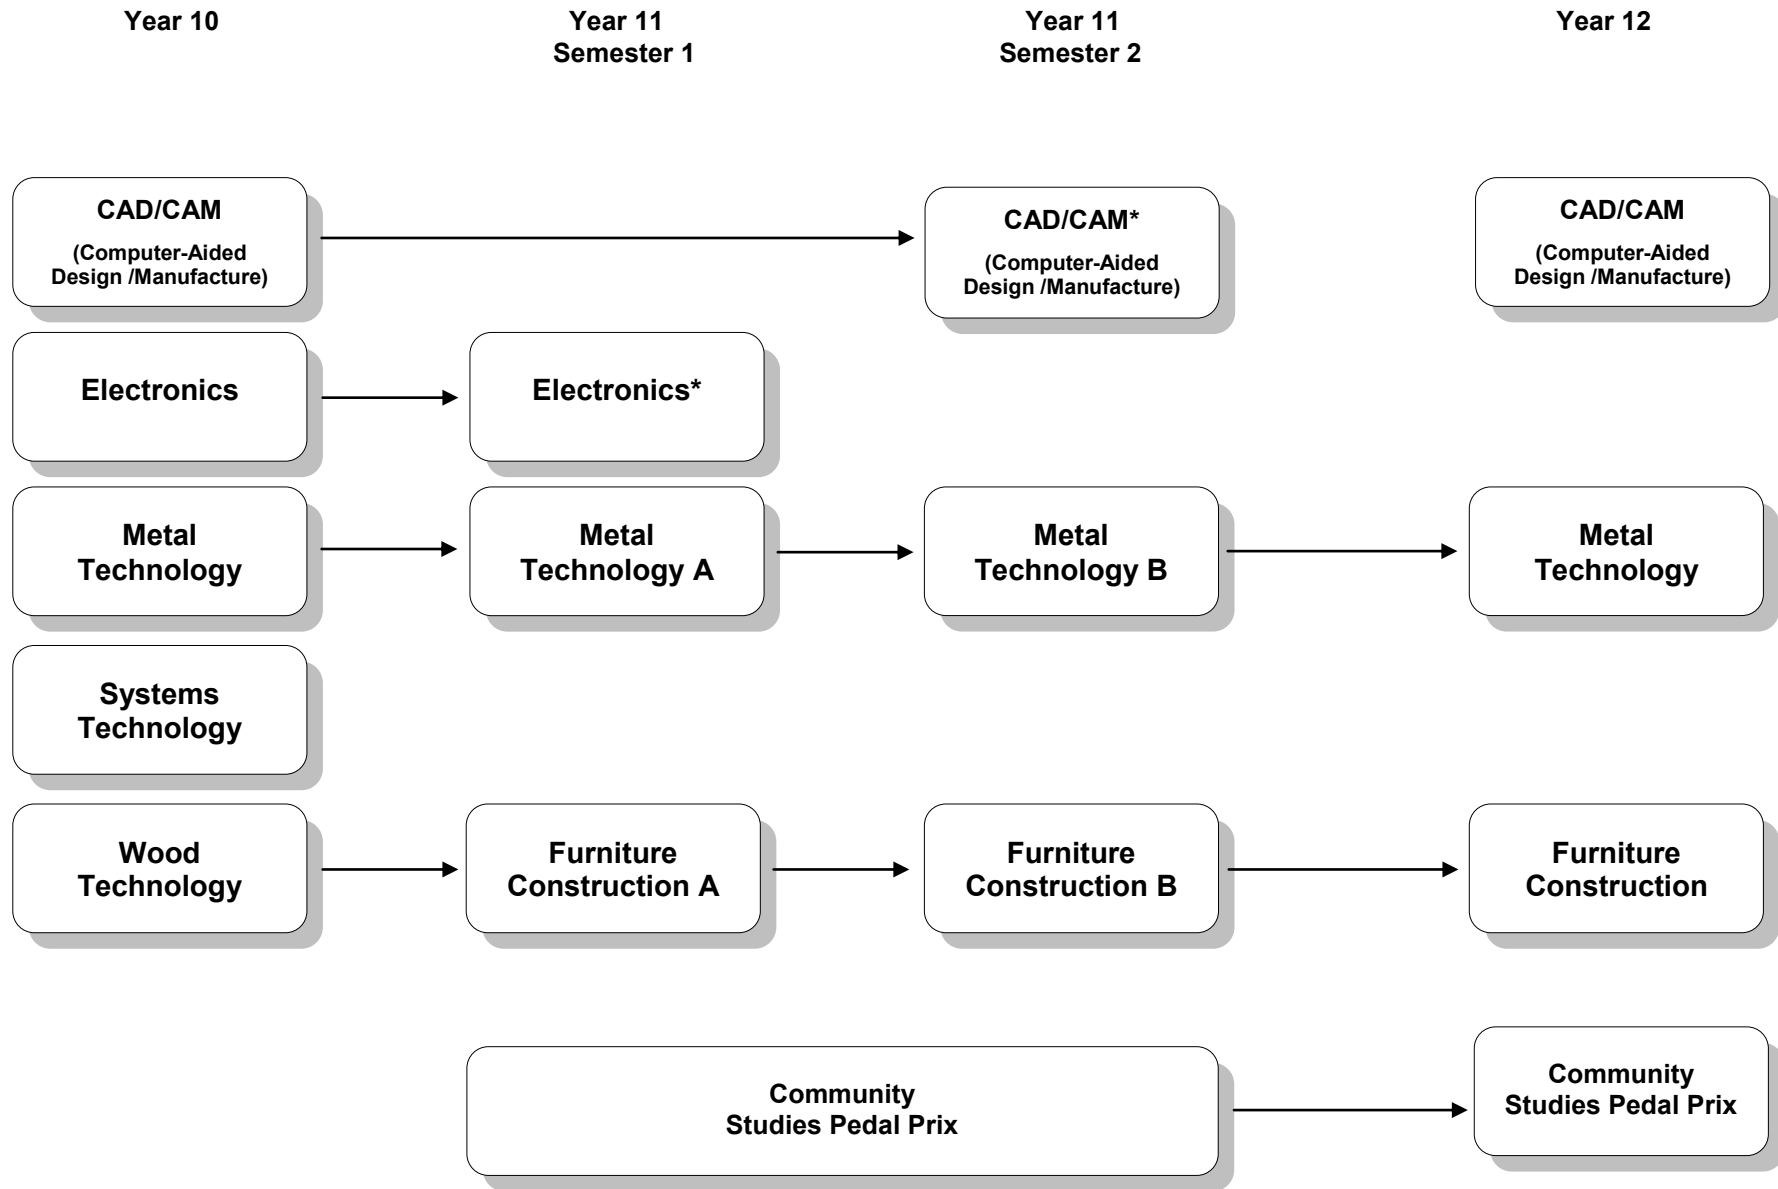 Year 10
Year 11
Semester 1
Year 11
Semester 2
Year 12
CAD/CAM
(Computer-Aided
Design /Manufacture)
CAD/CAM*
(Computer-Aided
Design /Manufacture)
CAD/CAM
(Computer-Aided
Design /Manufacture)
Electronics
Electronics*
Metal
Technology
Metal
Technology A
Metal
Technology B
Metal
Technology
Systems
Technology
Wood
Technology
Furniture
Construction A
Furniture
Construction B
Furniture
Construction
Community
Studies Pedal Prix
Community
Studies Pedal Prix